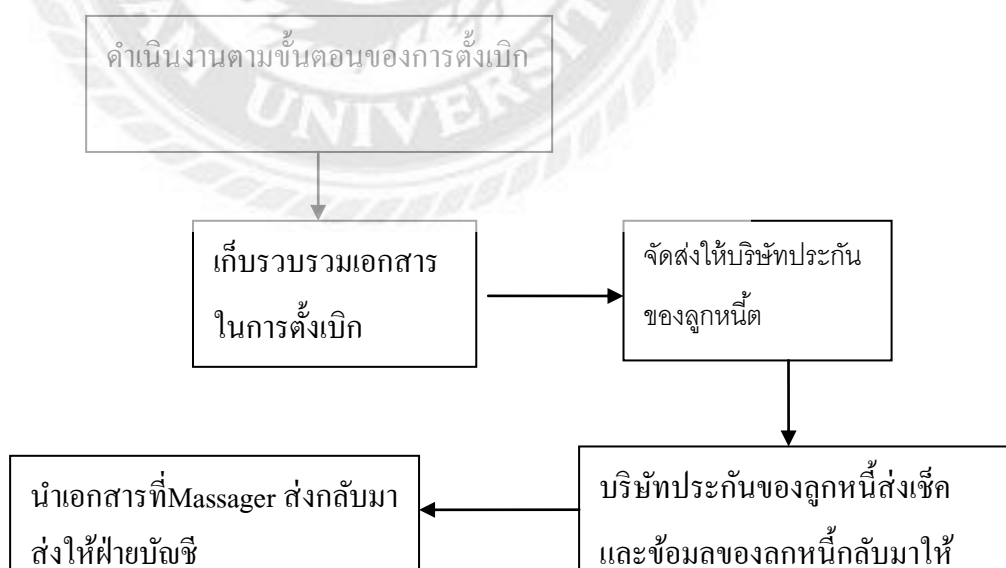 ดำเนินงานตามขั้นตอนของการตั้งเบิก
UNIVERSIT
เก็บรวบรวมเอกสาร
ในการตั้งเบิก
จัดส่งให้บริษัทประกัน
ของลูกหนี้ต
บริษัทประกันของลูกหนี้ส่งเช็ค
และข้อมูลของลูกหนี้กลับมาให้
นำเอกสารที่Massager ส่งกลับมา
ส่งให้ฝ่ายบัญชี